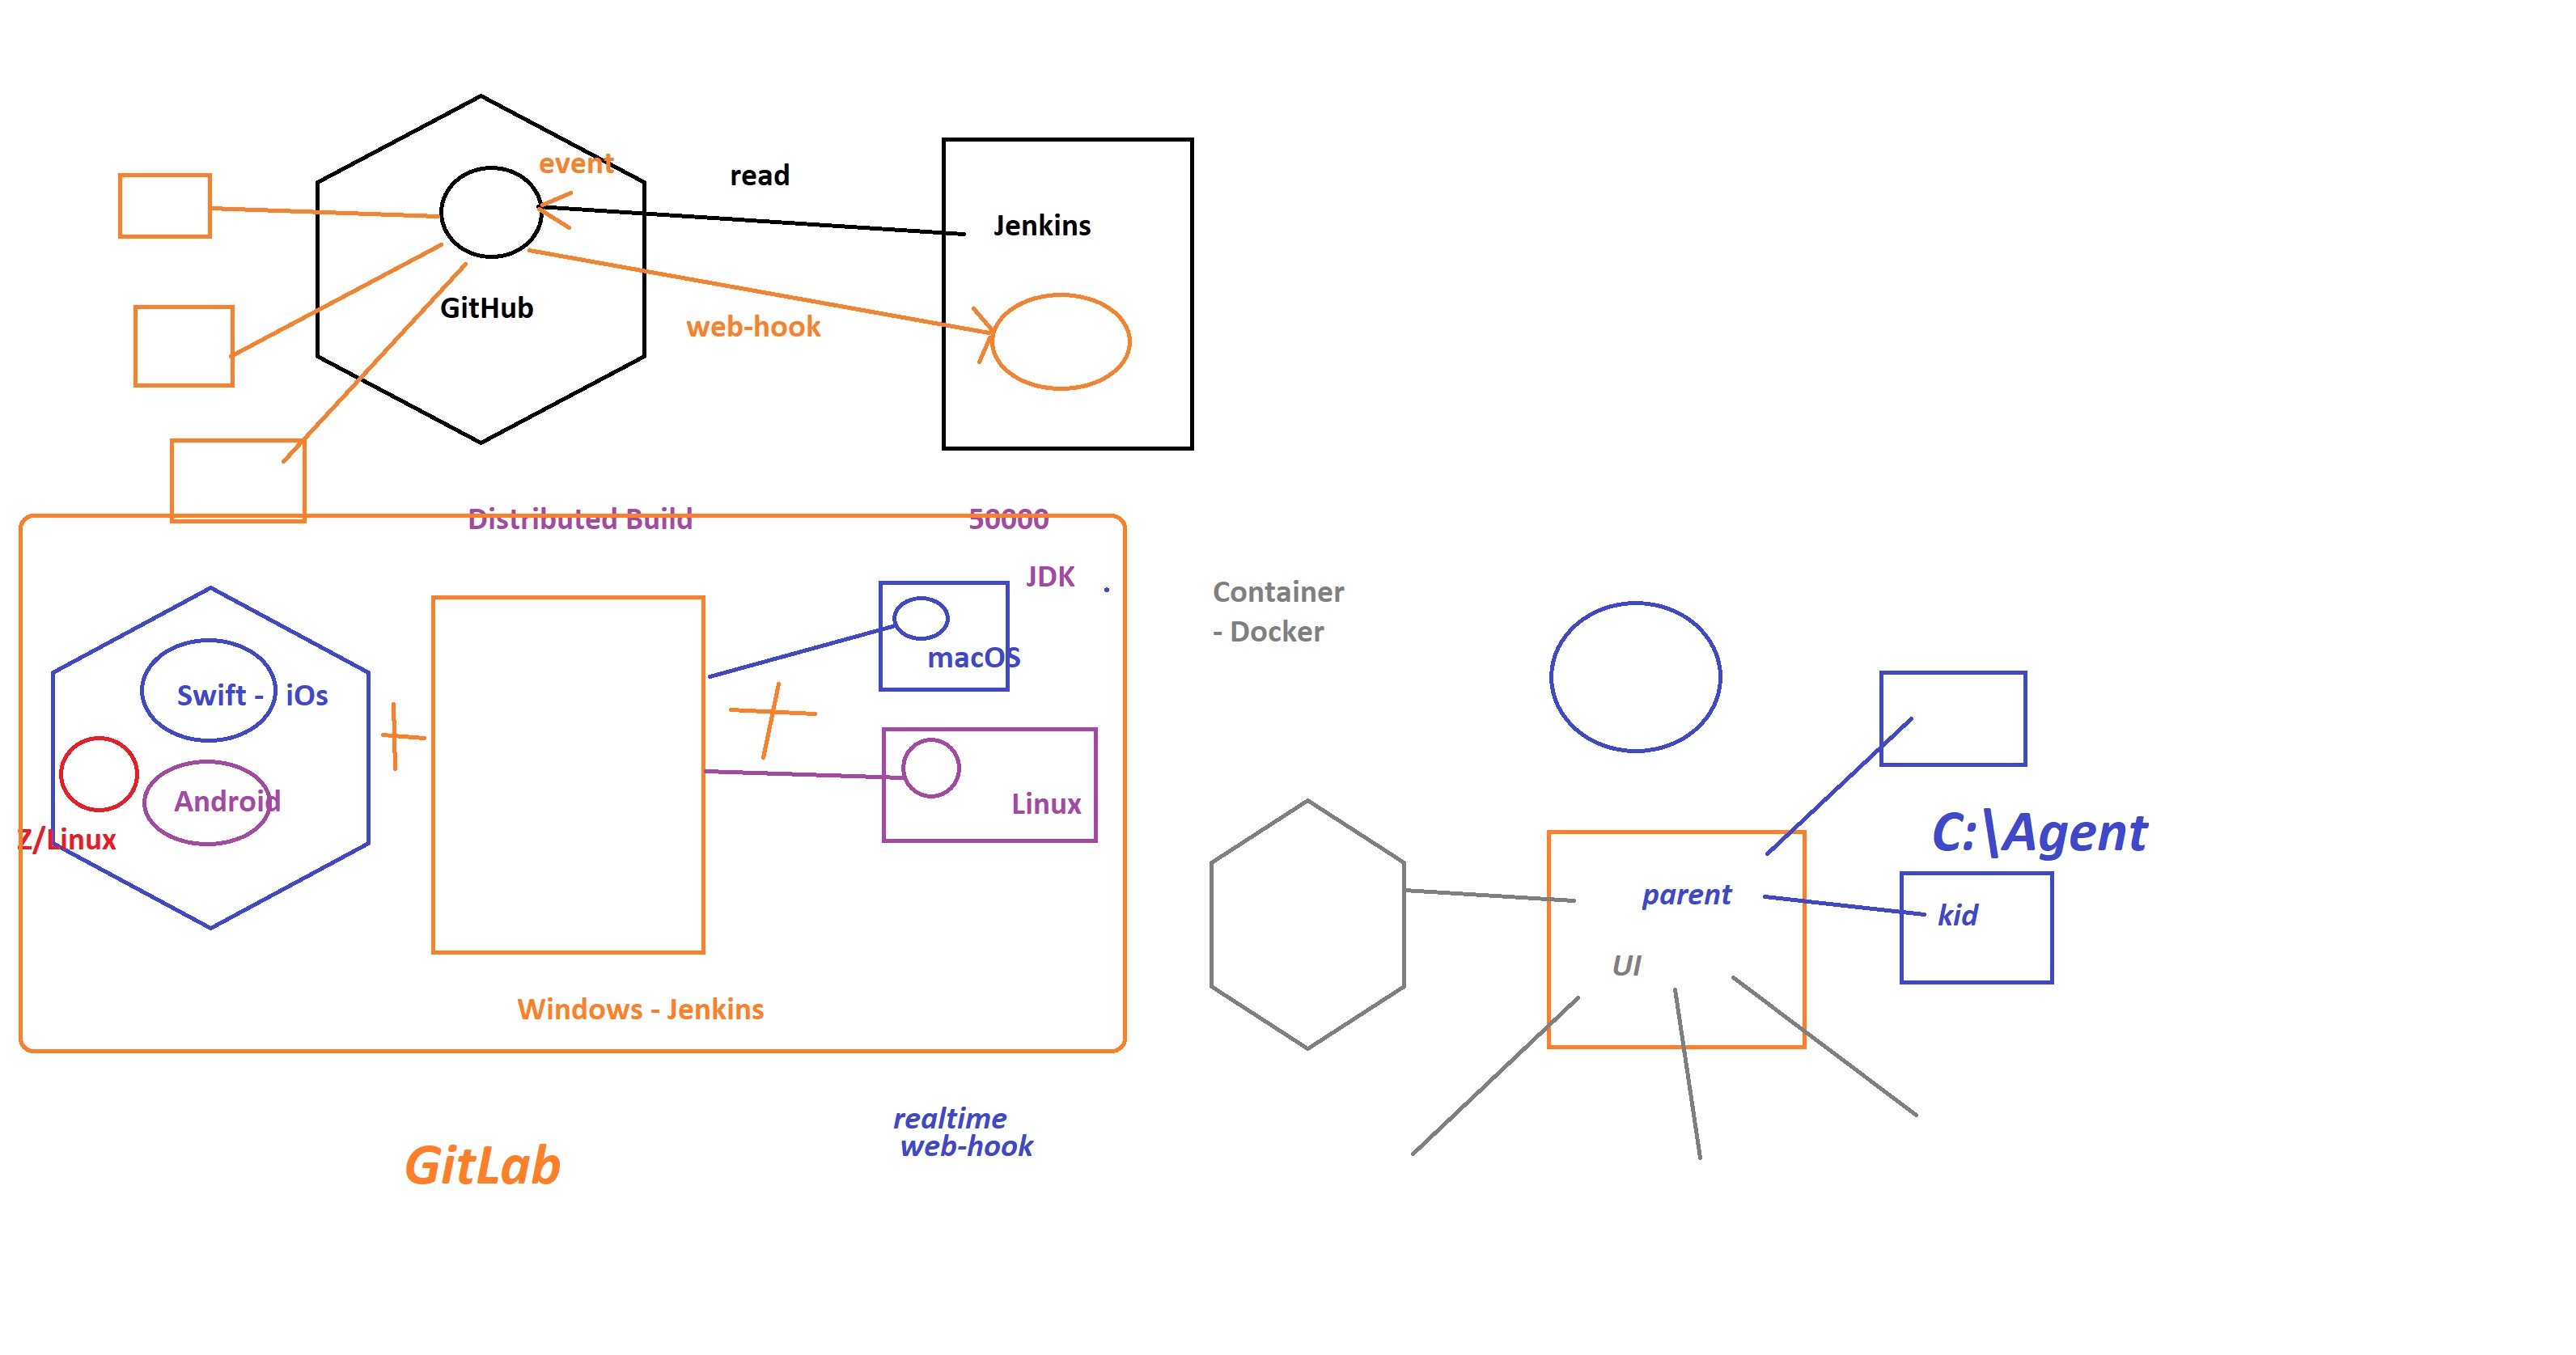 event
read
Jenkins
GitHub
web-hook
Distributed Build
50000
JDK
macOS
Swift - iOs
Android
Z/Linux
Linux
Windows - Jenkins
Container
- Docker
C:\Agent
parent
kid
UI
realtime
web-hook
GitLab